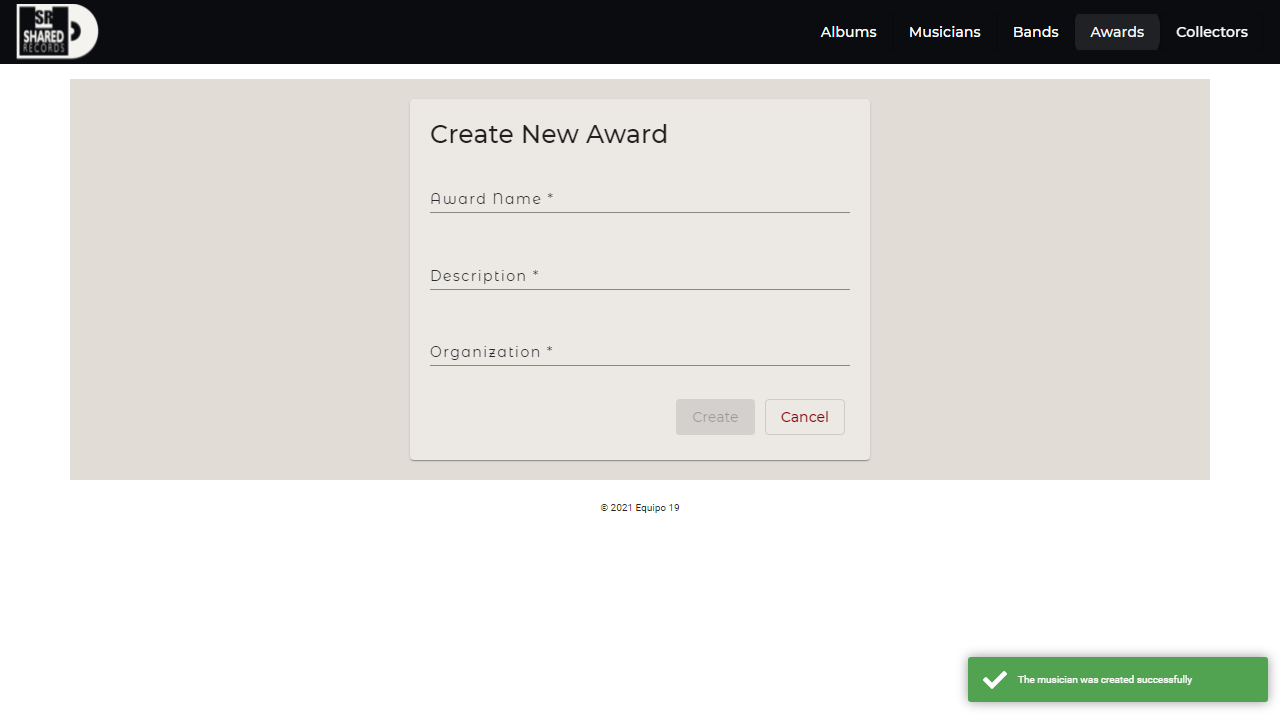 SR
SHARED
RECORDS
Albums
Musicians
Bands
Awards
Collectors
Create New Award
Award Name *
Description *
Organization *
Create
Cancel
© 2021 Equipo 19
The musician was created successfully